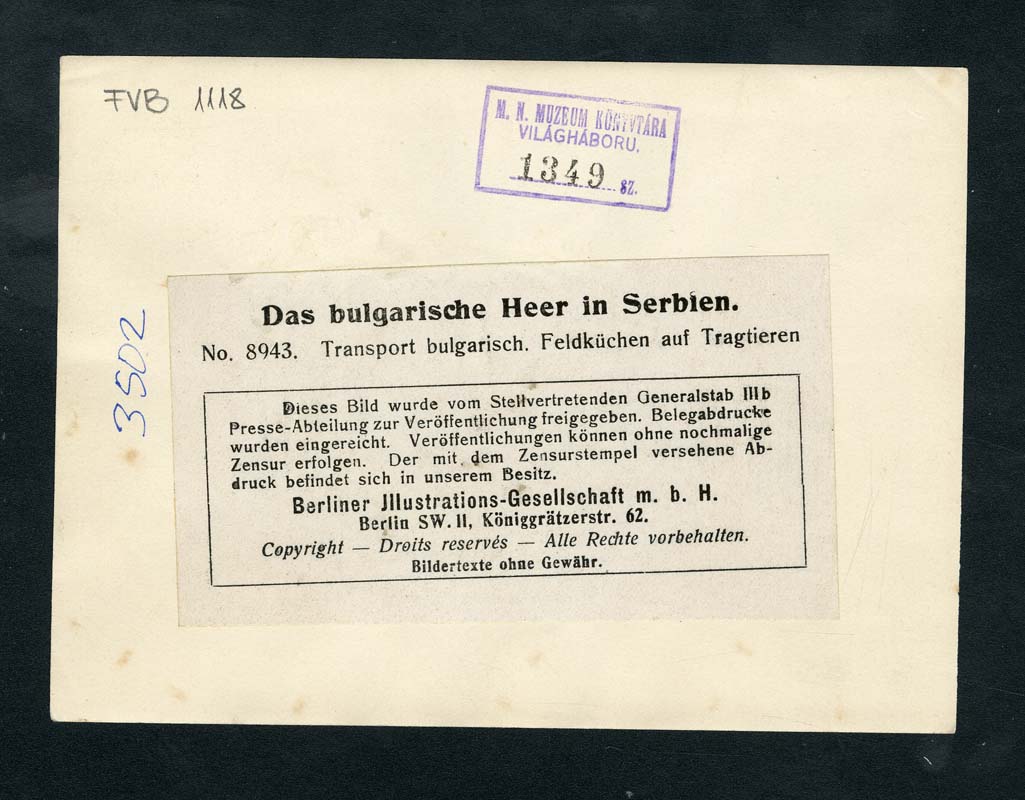 FVB 1118
M. N. MUZEUM KÖNYVTÁRA
VILÁGHÁBORU.
1349 SZ.
3502
Das bulgarische Heer in Serbien.
No. 8943. Transport bulgarisch. Feldküchen auf Tragtieren
Dieses Bild wurde vom Stellvertretenden Generalstab IIIb
Presse-Abteilung zur Veröffentlichung freigegeben. Belegabdrucke
wurden eingereicht. Veröffentlichungen können ohne nochmalige
Zensur erfolgen. Der mit dem Zensurstempel versehene Ab-
druck befindet sich in unserem Besitz.
Berliner Jllustrations-Gesellschaft m. b. H.
Berlin SW. 11, Königgrätzerstr. 62.
Copyright — Droits reservés — Alle Rechte vorbehalten.
Bildertexte ohne Gewähr.